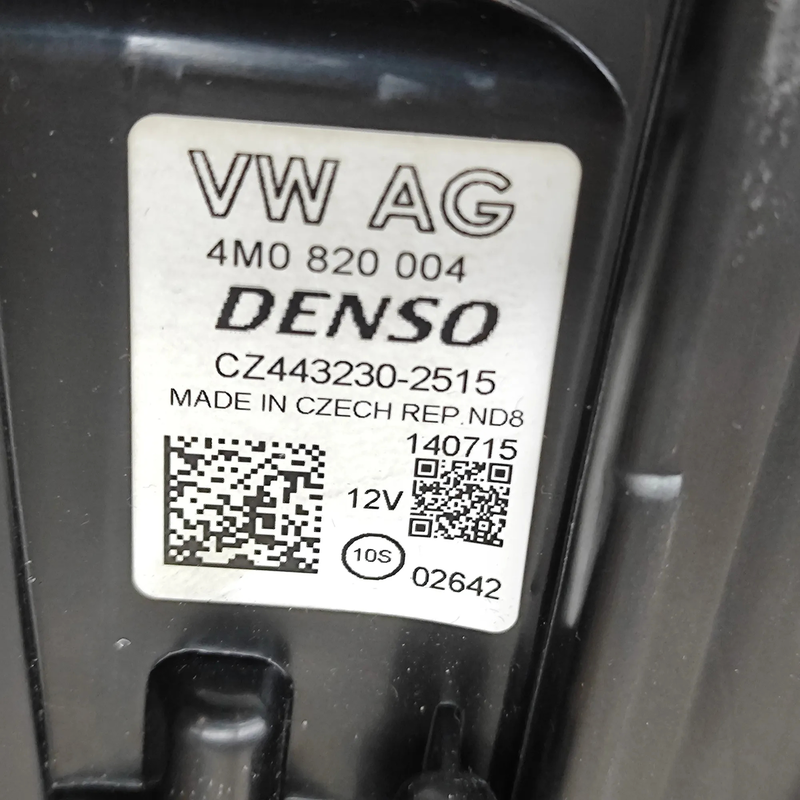 VW AG
4M0 820 004
DENSO
CZ443230-2515
MADE IN CZECH REP.ND8
140715
12V
10S
02642